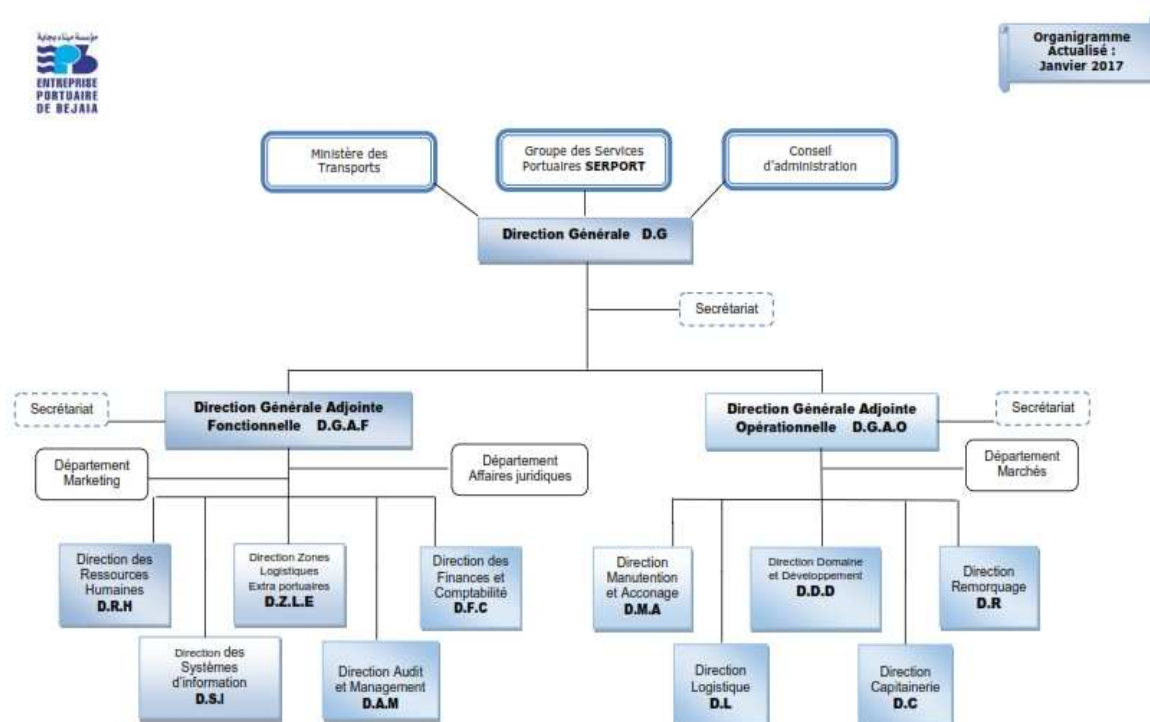 مؤسسة ميناء بجاية
ENTREPRISE
PORTUAIRE
DE BEJAIA
Organigramme
Actualisé :
Janvier 2017
Ministère des
Transports
Groupe des Services
Portuaires SERPORT
Conseil
d'administration
Direction Générale D.G
Secrétariat
Secrétariat
Direction Générale Adjointe
Fonctionnelle D.G.A.F
Direction Générale Adjointe
Opérationnelle D.G.A.O
Secrétariat
Département
Marketing
Département
Affaires juridiques
Département
Marchés
Direction des
Ressources
Humaines
D.R.H
Direction Zones
Logistiques
Extra portuaires
D.Z.L.E
Direction des
Finances et
Comptabilité
D.F.C
Direction
Manutention
et Acconage
D.M.A
Direction Domaine
et Développement
D.D.D
Direction
Remorquage
D.R
Direction des
Systèmes
d'information
D.S.I
Direction Audit
et Management
D.A.M
Direction
Logistique
D.L
Direction
Capitainerie
D.C